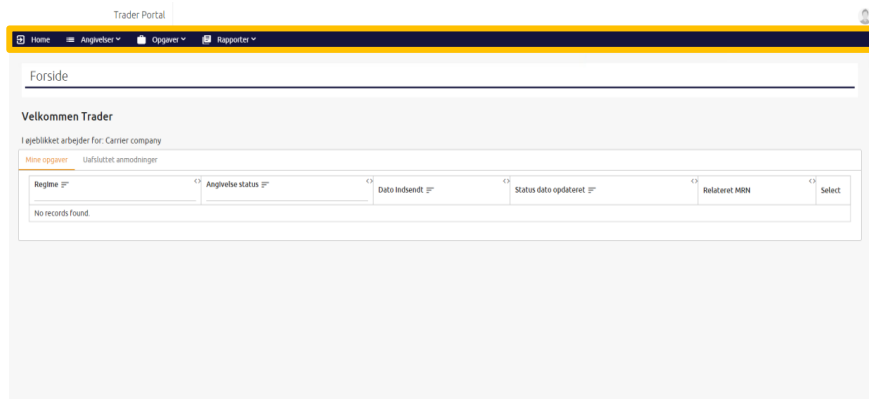 Trader Portal
Home Angivelser Opgaver Rapporter
Forside
Velkommen Trader
I øjeblikket arbejder for: Carrier company
Mine opgaver Uafsluttet anmodninger
Regime Angivelse status Dato Indsendt Status dato opdateret Relateret MRN Select
No records found.